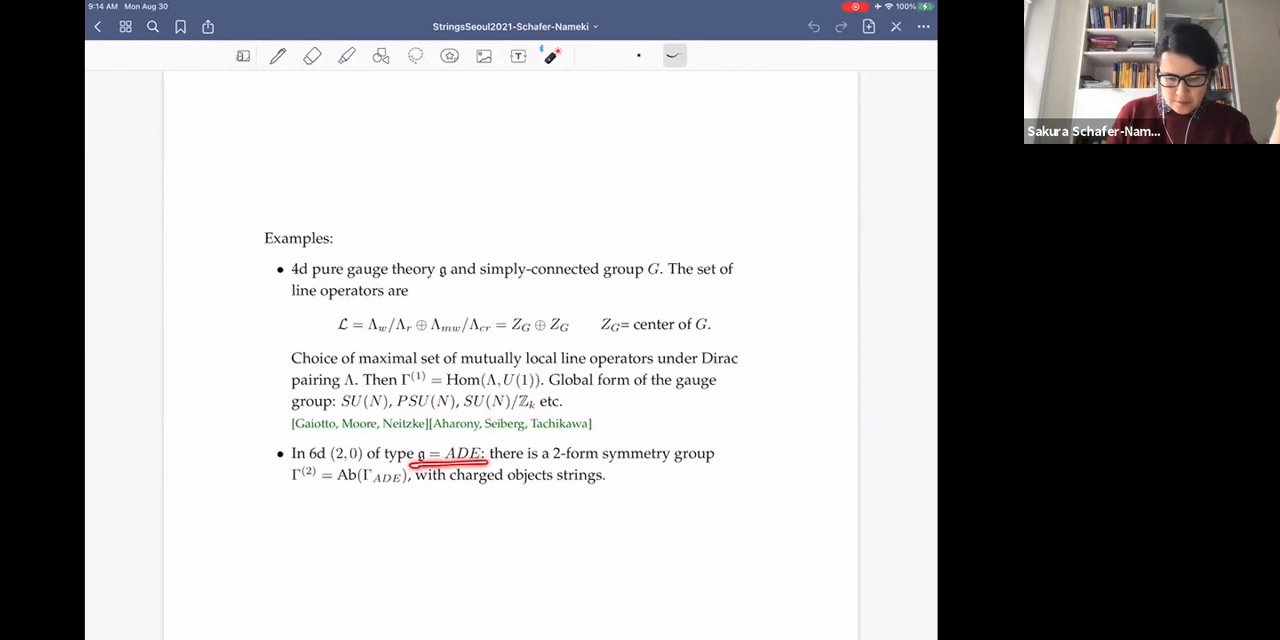 9:14 AM Mon Aug 30
100%
StringsSeoul2021-Schafer-Nameki
Sakura Schafer-Nam...
Examples:
• 4d pure gauge theory 𝔤 and simply-connected group G. The set of
line operators are
ℒ = Λ_w/Λ_r ⊕ Λ_mw/Λ_cr = Z_G ⊕ Z_G Z_G= center of G.
Choice of maximal set of mutually local line operators under Dirac
pairing Λ. Then Γ^(1) = Hom(Λ, U(1)). Global form of the gauge
group: SU(N), PSU(N), SU(N)/ℤ_k etc.
[Gaiotto, Moore, Neitzke][Aharony, Seiberg, Tachikawa]
• In 6d (2, 0) of type 𝔤 = ADE: there is a 2-form symmetry group
Γ^(2) = Ab(Γ_ADE), with charged objects strings.